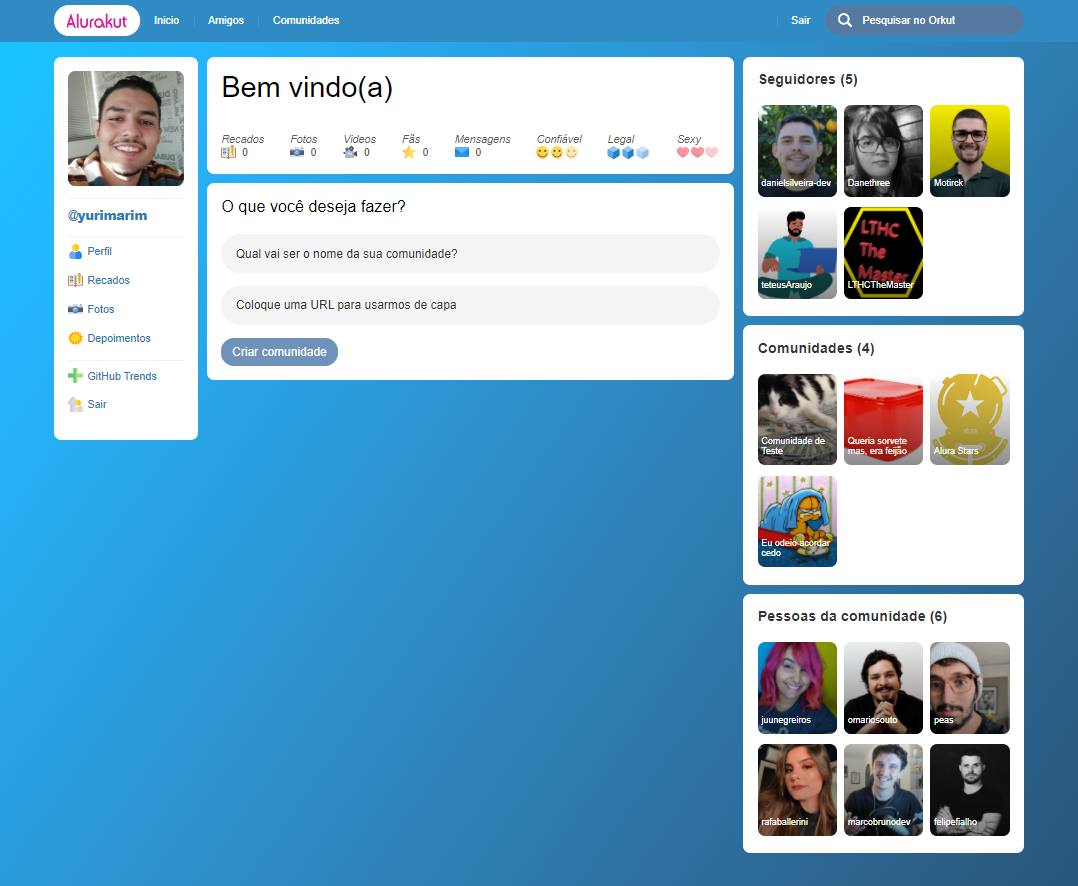 Alurakut
Inicio
Amigos
Comunidades
Sair
Pesquisar no Orkut
@yurimarim
Perfil
Recados
Fotos
Depoimentos
GitHub Trends
Sair
Bem vindo(a)
Recados
0
Fotos
0
Videos
0
Fãs
0
Mensagens
0
Confiável
Legal
Sexy
O que você deseja fazer?
Qual vai ser o nome da sua comunidade?
Coloque uma URL para usarmos de capa
Criar comunidade
Seguidores (5)
danielsilveira-dev
Danethree
Motirck
teteusAraujo
LTHC
The
Master
LTHCTheMaster
Comunidades (4)
Comunidade de
Teste
Queria sorvete
mas, era feijão
Alura Stars
Eu odeio acordar
cedo
Pessoas da comunidade (6)
juunegreiros
omariosouto
peas
rafaballerini
marcobrunodev
felipefialho